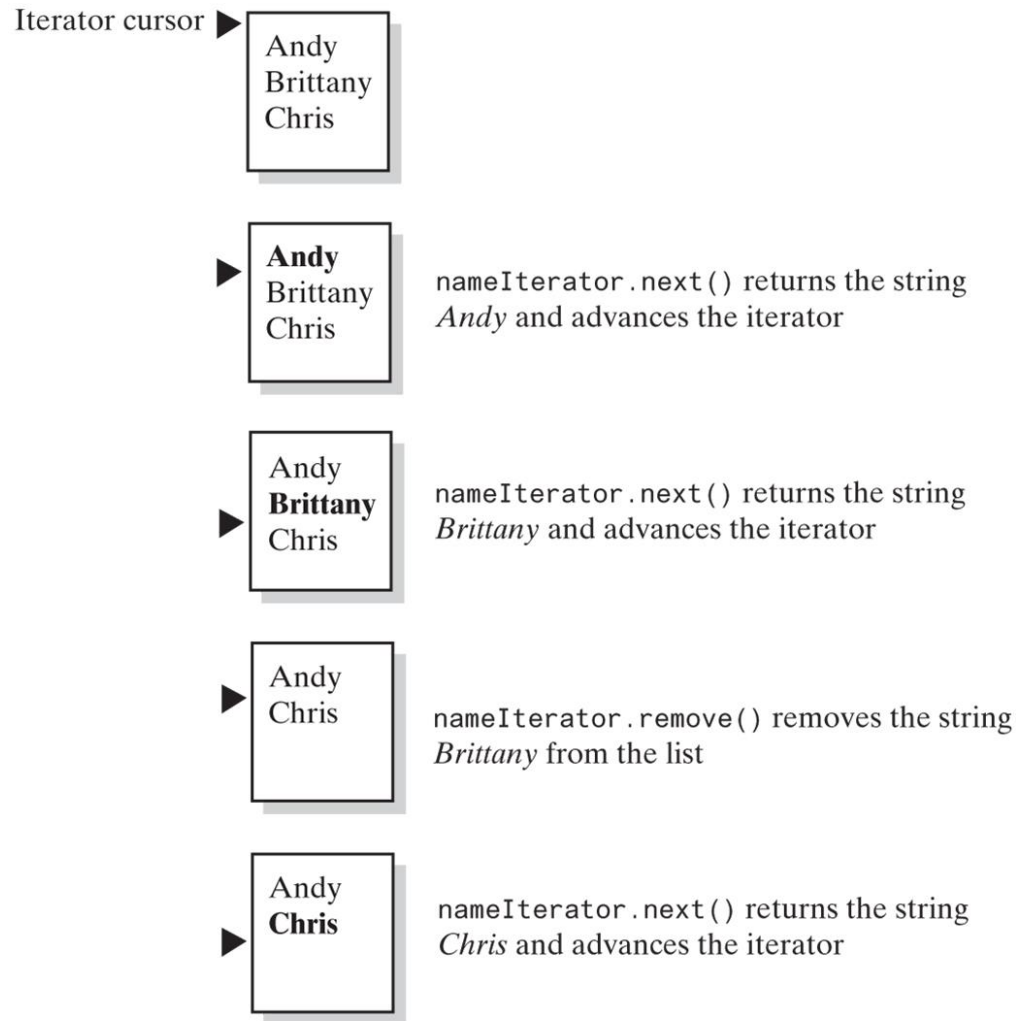 Iterator cursor
Andy
Brittany
Chris
Andy
Brittany
Chris
nameIterator.next() returns the string
Andy and advances the iterator
Andy
Brittany
Chris
nameIterator.next() returns the string
Brittany and advances the iterator
Andy
Chris
nameIterator.remove() removes the string
Brittany from the list
Andy
Chris
nameIterator.next() returns the string
Chris and advances the iterator